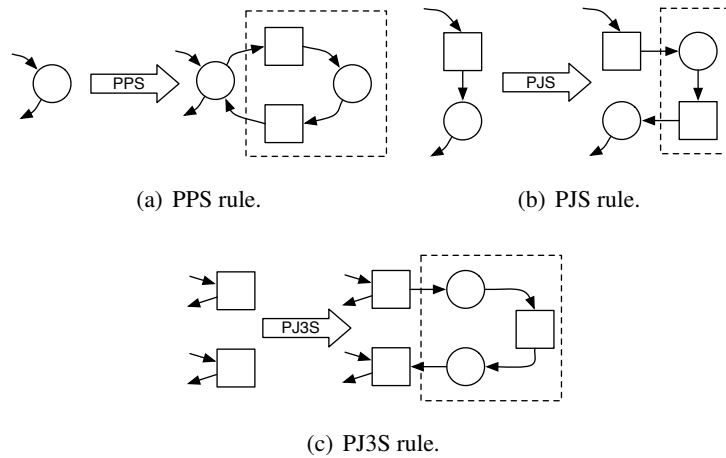 PPS
PJS
(a) PPS rule.
(b) PJS rule.
PJ3S
(c) PJ3S rule.